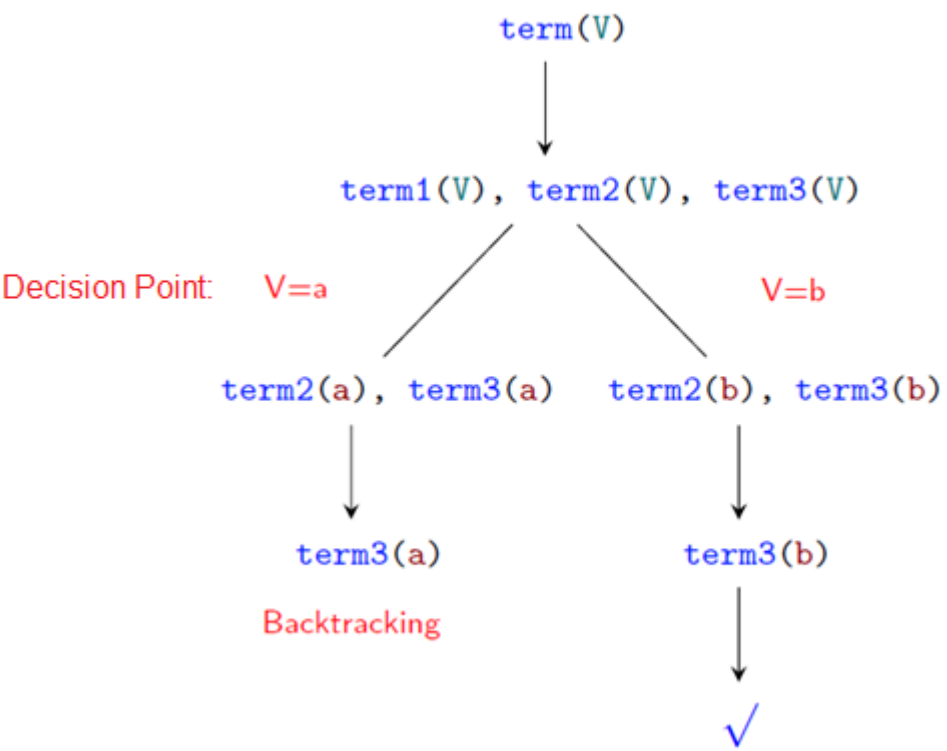 term(V)
term1(V), term2(V), term3(V)
Decision Point: V=a V=b
term2(a), term3(a) term2(b), term3(b)
term3(a) term3(b)
Backtracking
√